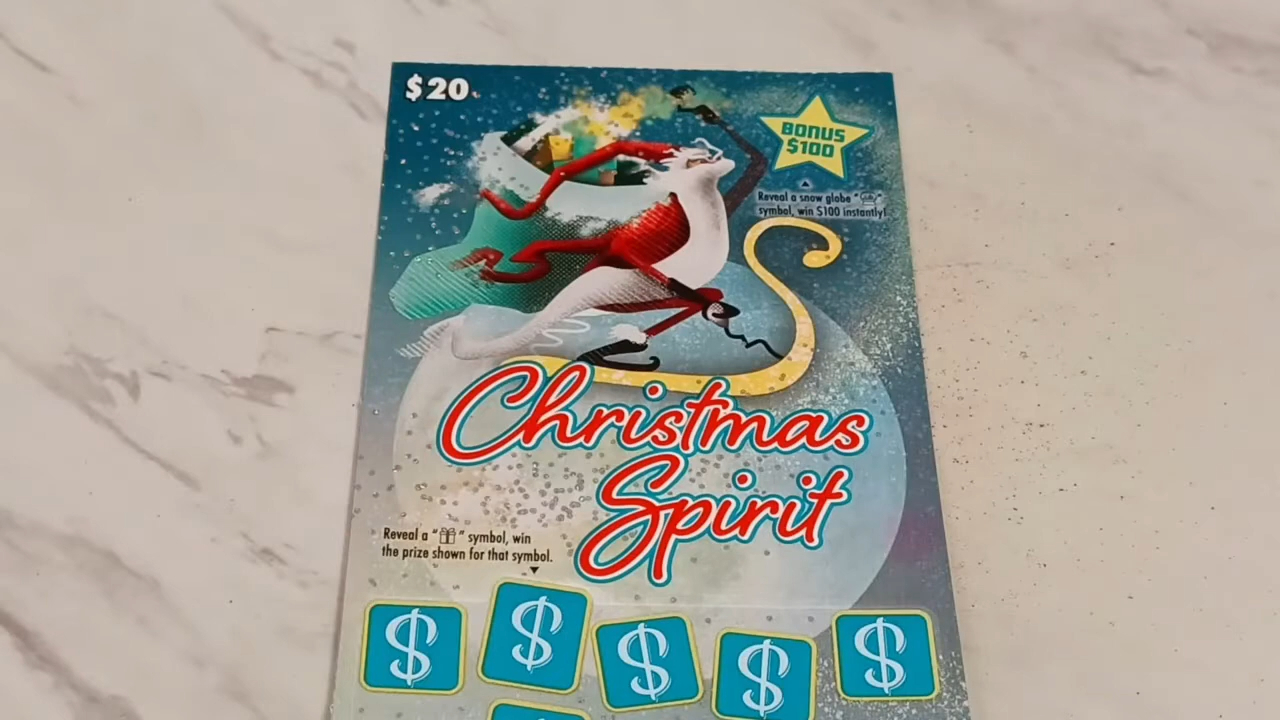 $20
BONUS
$100
Reveal a snow globe "
"
symbol, win $100 instantly!
Christmas
Spirit
Reveal a " " symbol, win
the prize shown for that symbol.
$ $ $ $ $